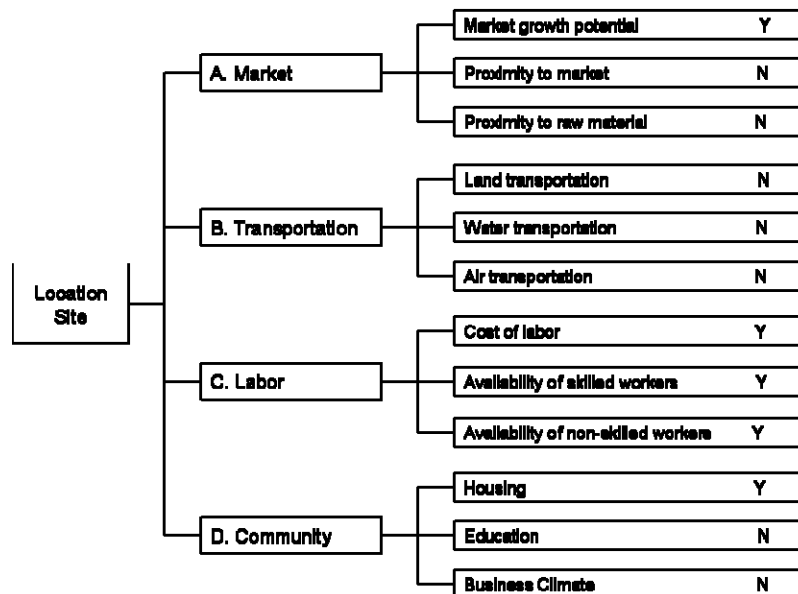 Market growth potential Y
A. Market
Proximity to market N
Proximity to raw material N
Land transportation N
B. Transportation
Water transportation N
Air transportation N
Location
Site
Cost of labor Y
C. Labor
Availability of skilled workers Y
Availability of non-skilled workers Y
Housing Y
D. Community
Education N
Business Climate N